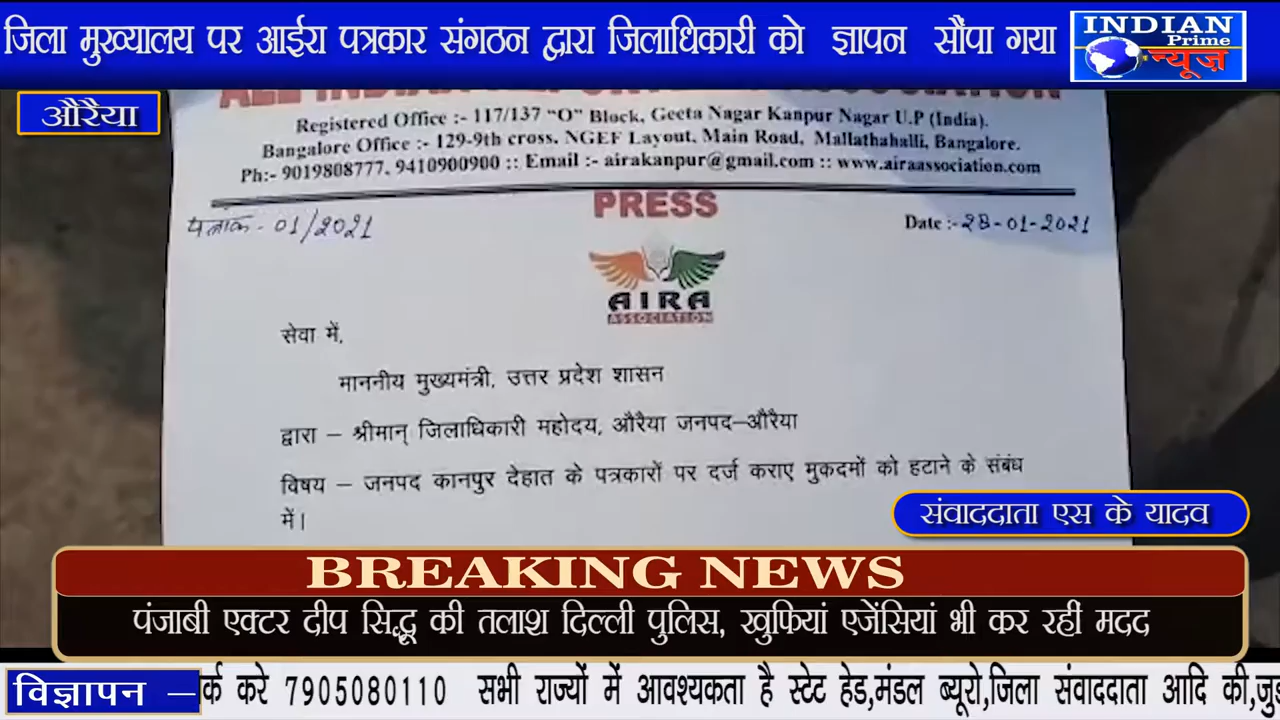 जिला मुख्यालय पर आईरा पत्रकार संगठन द्वारा जिलाधिकारी को ज्ञापन सौंपा गया
INDIAN
Prime
न्यूज़
औरैया
Registered Office :- 117/137 “O” Block, Geeta Nagar Kanpur Nagar U.P (India).
Bangalore Office :- 129-9th cross, NGEF Layout, Main Road, Mallathahalli, Bangalore.
Ph:- 9019808777, 9410900900 :: Email :- airakanpur@gmail.com :: www.airaassociation.com
PRESS
पत्राक - 01/2021
Date :- 28-01-2021
AIRA
ASSOCIATION
सेवा में,
माननीय मुख्यमंत्री, उत्तर प्रदेश शासन
द्वारा – श्रीमान् जिलाधिकारी महोदय, औरैया जनपद–औरैया
विषय – जनपद कानपुर देहात के पत्रकारों पर दर्ज कराए मुकदमों को हटाने के संबंध
में।
संवाददाता एस के यादव
BREAKING NEWS
पंजाबी एक्टर दीप सिद्धू की तलाश दिल्ली पुलिस, खुफियां एजेंसियां भी कर रही मदद
विज्ञापन –र्क करे 7905080110 सभी राज्यों में आवश्यकता है स्टेट हेड,मंडल ब्यूरो,जिला संवाददाता आदि की,जुड़